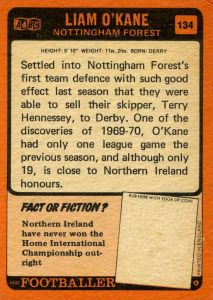 A&BC
LIAM O'KANE
NOTTINGHAM FOREST
134
HEIGHT: 5' 10" WEIGHT: 11st. 2lbs. BORN: DERRY
Settled into Nottingham Forest's
first team defence with such good
effect last season that they were
able to sell their skipper, Terry
Hennessey, to Derby. One of the
discoveries of 1969-70, O'Kane
had only one league game the
previous season, and although only
19, is close to Northern Ireland
honours.
FACT OR FICTION?
Northern Ireland
have never won the
Home International
Championship out-
right
RUB HERE WITH EDGE OF COIN
PRINTED IN ENGLAND
FOOTBALLER